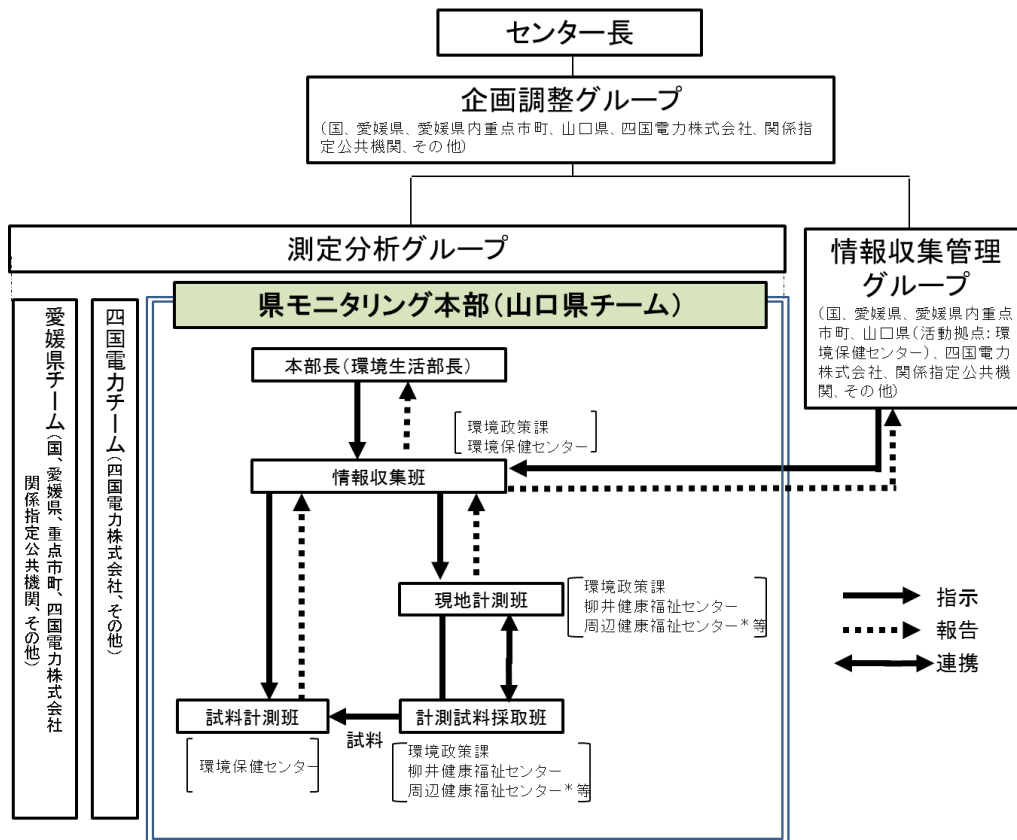 センター長
企画調整グループ
(国、愛媛県、愛媛県内重点市町、山口県、四国電力株式会社、関係指
定公共機関、その他)
測定分析グループ
情報収集管理
グループ
(国、愛媛県、愛媛県内重点
市町、山口県(活動拠点:環
境保健センター)、四国電力
株式会社、関係指定公共機
関、その他)
愛媛県チーム(国、愛媛県、重点市町、四国電力株式会社
関係指定公共機関、その他)
四国電力チーム(四国電力株式会社、その他)
県モニタリング本部(山口県チーム)
本部長(環境生活部長)
環境政策課
環境保健センター
情報収集班
現地計測班
環境政策課
柳井健康福祉センター
周辺健康福祉センター*等
試料計測班
試料
計測試料採取班
環境保健センター
環境政策課
柳井健康福祉センター
周辺健康福祉センター*等
指示
報告
連携